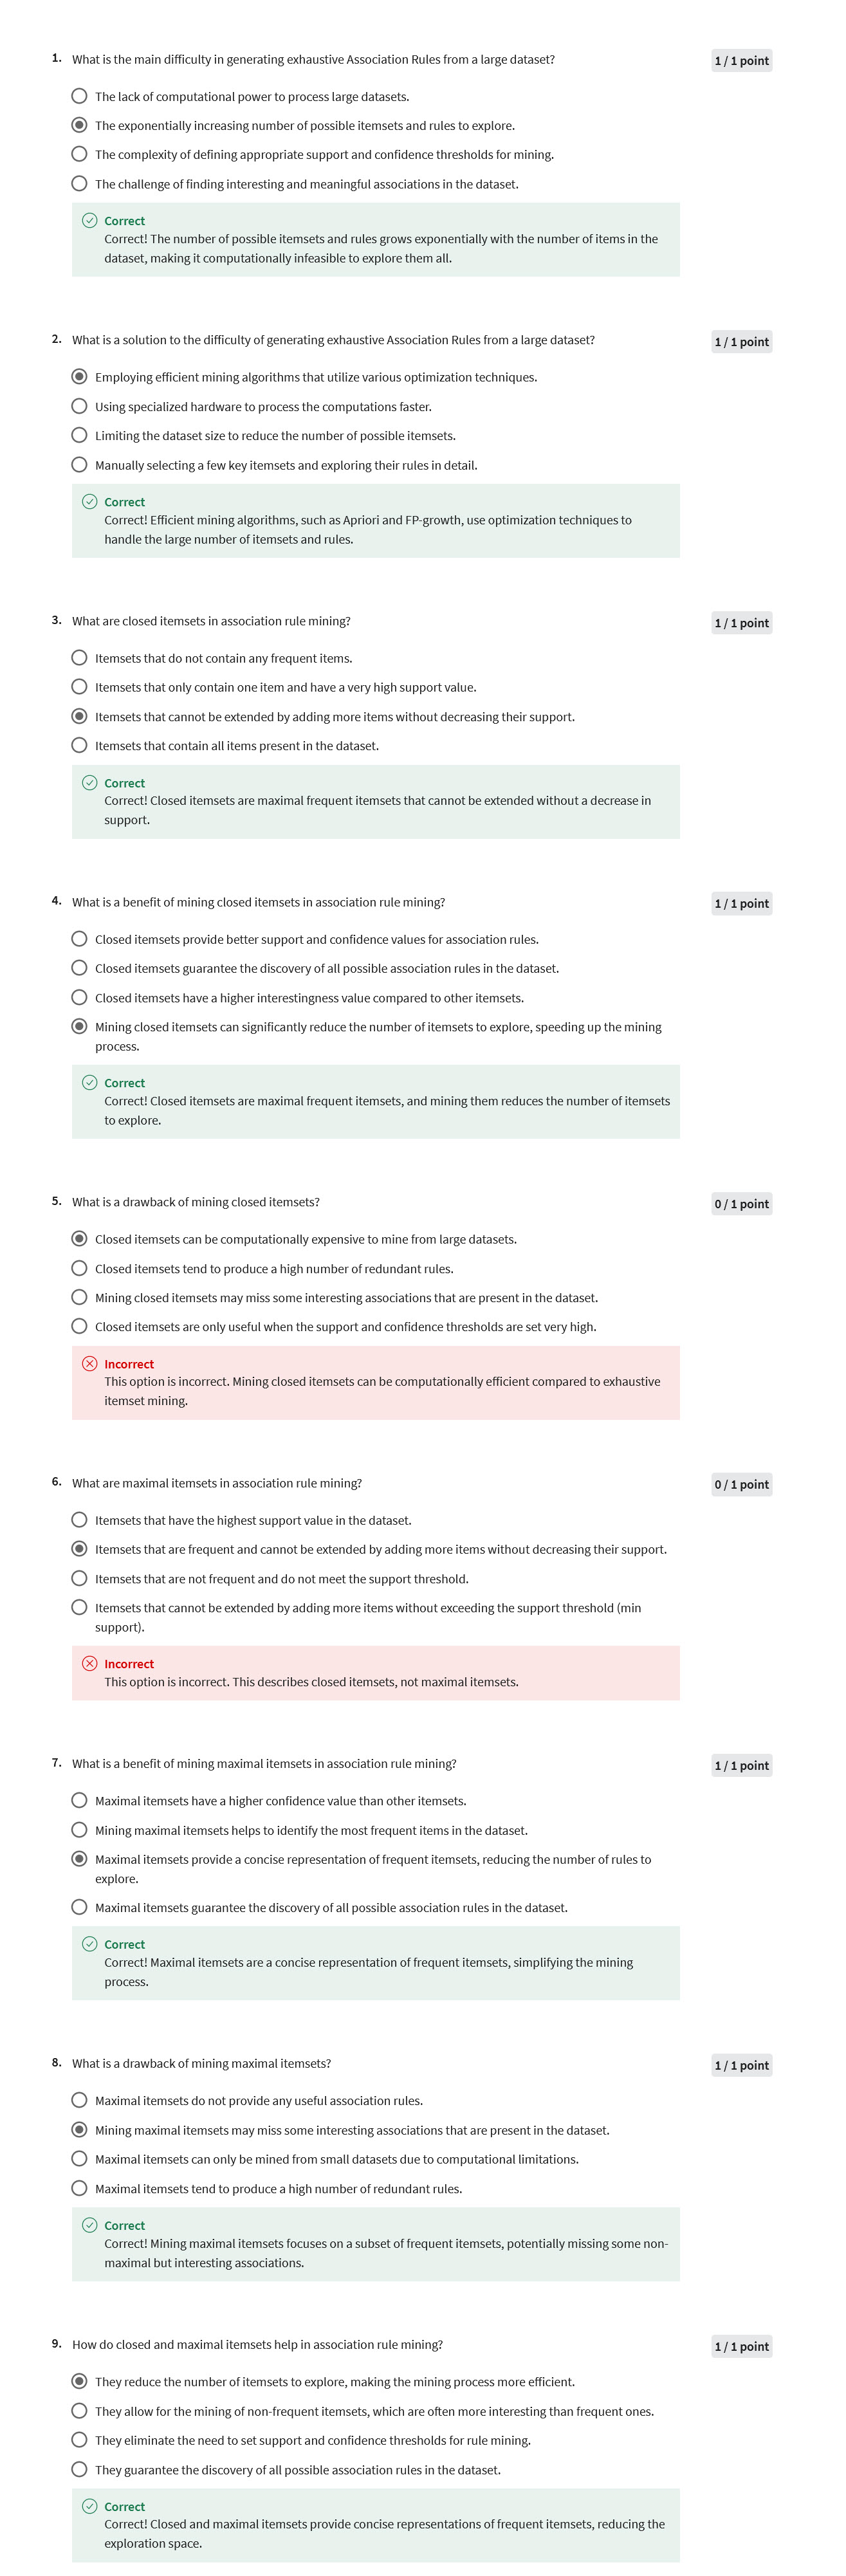 1. What is the main difficulty in generating exhaustive Association Rules from a large dataset?
1 / 1 point
The lack of computational power to process large datasets.
The exponentially increasing number of possible itemsets and rules to explore.
The complexity of defining appropriate support and confidence thresholds for mining.
The challenge of finding interesting and meaningful associations in the dataset.
Correct
Correct! The number of possible itemsets and rules grows exponentially with the number of items in the
dataset, making it computationally infeasible to explore them all.
2. What is a solution to the difficulty of generating exhaustive Association Rules from a large dataset?
1 / 1 point
Employing efficient mining algorithms that utilize various optimization techniques.
Using specialized hardware to process the computations faster.
Limiting the dataset size to reduce the number of possible itemsets.
Manually selecting a few key itemsets and exploring their rules in detail.
Correct
Correct! Efficient mining algorithms, such as Apriori and FP-growth, use optimization techniques to
handle the large number of itemsets and rules.
3. What are closed itemsets in association rule mining?
1 / 1 point
Itemsets that do not contain any frequent items.
Itemsets that only contain one item and have a very high support value.
Itemsets that cannot be extended by adding more items without decreasing their support.
Itemsets that contain all items present in the dataset.
Correct
Correct! Closed itemsets are maximal frequent itemsets that cannot be extended without a decrease in
support.
4. What is a benefit of mining closed itemsets in association rule mining?
1 / 1 point
Closed itemsets provide better support and confidence values for association rules.
Closed itemsets guarantee the discovery of all possible association rules in the dataset.
Closed itemsets have a higher interestingness value compared to other itemsets.
Mining closed itemsets can significantly reduce the number of itemsets to explore, speeding up the mining
process.
Correct
Correct! Closed itemsets are maximal frequent itemsets, and mining them reduces the number of itemsets
to explore.
5. What is a drawback of mining closed itemsets?
0 / 1 point
Closed itemsets can be computationally expensive to mine from large datasets.
Closed itemsets tend to produce a high number of redundant rules.
Mining closed itemsets may miss some interesting associations that are present in the dataset.
Closed itemsets are only useful when the support and confidence thresholds are set very high.
Incorrect
This option is incorrect. Mining closed itemsets can be computationally efficient compared to exhaustive
itemset mining.
6. What are maximal itemsets in association rule mining?
0 / 1 point
Itemsets that have the highest support value in the dataset.
Itemsets that are frequent and cannot be extended by adding more items without decreasing their support.
Itemsets that are not frequent and do not meet the support threshold.
Itemsets that cannot be extended by adding more items without exceeding the support threshold (min
support).
Incorrect
This option is incorrect. This describes closed itemsets, not maximal itemsets.
7. What is a benefit of mining maximal itemsets in association rule mining?
1 / 1 point
Maximal itemsets have a higher confidence value than other itemsets.
Mining maximal itemsets helps to identify the most frequent items in the dataset.
Maximal itemsets provide a concise representation of frequent itemsets, reducing the number of rules to
explore.
Maximal itemsets guarantee the discovery of all possible association rules in the dataset.
Correct
Correct! Maximal itemsets are a concise representation of frequent itemsets, simplifying the mining
process.
8. What is a drawback of mining maximal itemsets?
1 / 1 point
Maximal itemsets do not provide any useful association rules.
Mining maximal itemsets may miss some interesting associations that are present in the dataset.
Maximal itemsets can only be mined from small datasets due to computational limitations.
Maximal itemsets tend to produce a high number of redundant rules.
Correct
Correct! Mining maximal itemsets focuses on a subset of frequent itemsets, potentially missing some non-
maximal but interesting associations.
9. How do closed and maximal itemsets help in association rule mining?
1 / 1 point
They reduce the number of itemsets to explore, making the mining process more efficient.
They allow for the mining of non-frequent itemsets, which are often more interesting than frequent ones.
They eliminate the need to set support and confidence thresholds for rule mining.
They guarantee the discovery of all possible association rules in the dataset.
Correct
Correct! Closed and maximal itemsets provide concise representations of frequent itemsets, reducing the
exploration space.